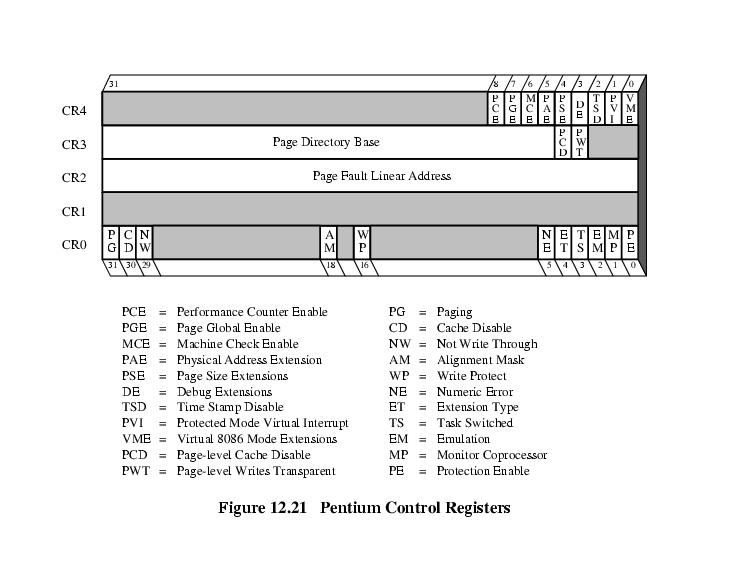 31 8 7 6 5 4 3 2 1 0
CR4 PCE PGE MCE PAE PSE DE TSD PVI VME
CR3 Page Directory Base PCD PWT
CR2 Page Fault Linear Address
CR1
CR0 PG CD NW AM WP NE ET TS EM MP PE
31 30 29 18 16 5 4 3 2 1 0
PCE = Performance Counter Enable
PGE = Page Global Enable
MCE = Machine Check Enable
PAE = Physical Address Extension
PSE = Page Size Extensions
DE = Debug Extensions
TSD = Time Stamp Disable
PVI = Protected Mode Virtual Interrupt
VME = Virtual 8086 Mode Extensions
PCD = Page-level Cache Disable
PWT = Page-level Writes Transparent
PG = Paging
CD = Cache Disable
NW = Not Write Through
AM = Alignment Mask
WP = Write Protect
NE = Numeric Error
ET = Extension Type
TS = Task Switched
EM = Emulation
MP = Monitor Coprocessor
PE = Protection Enable
Figure 12.21 Pentium Control Registers